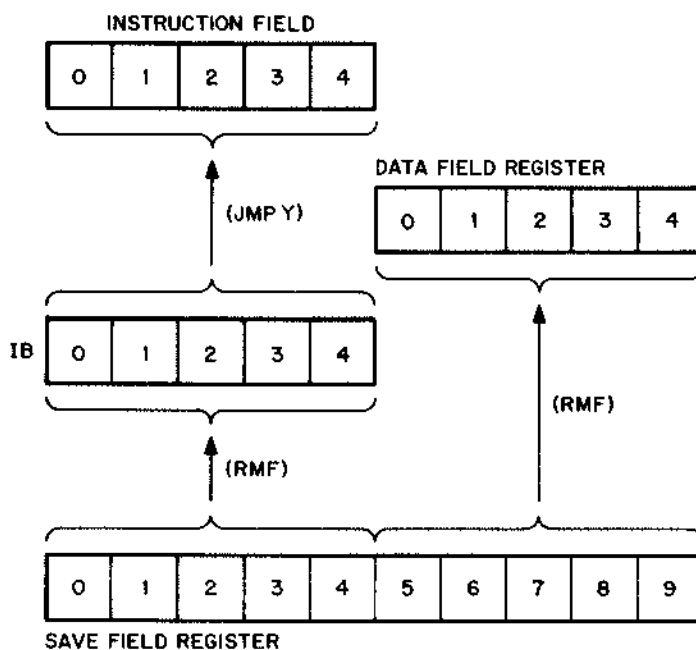 INSTRUCTION FIELD
0 1 2 3 4
DATA FIELD REGISTER
(JMP Y)
0 1 2 3 4
IB 0 1 2 3 4
(RMF)
(RMF)
0 1 2 3 4 5 6 7 8 9
SAVE FIELD REGISTER